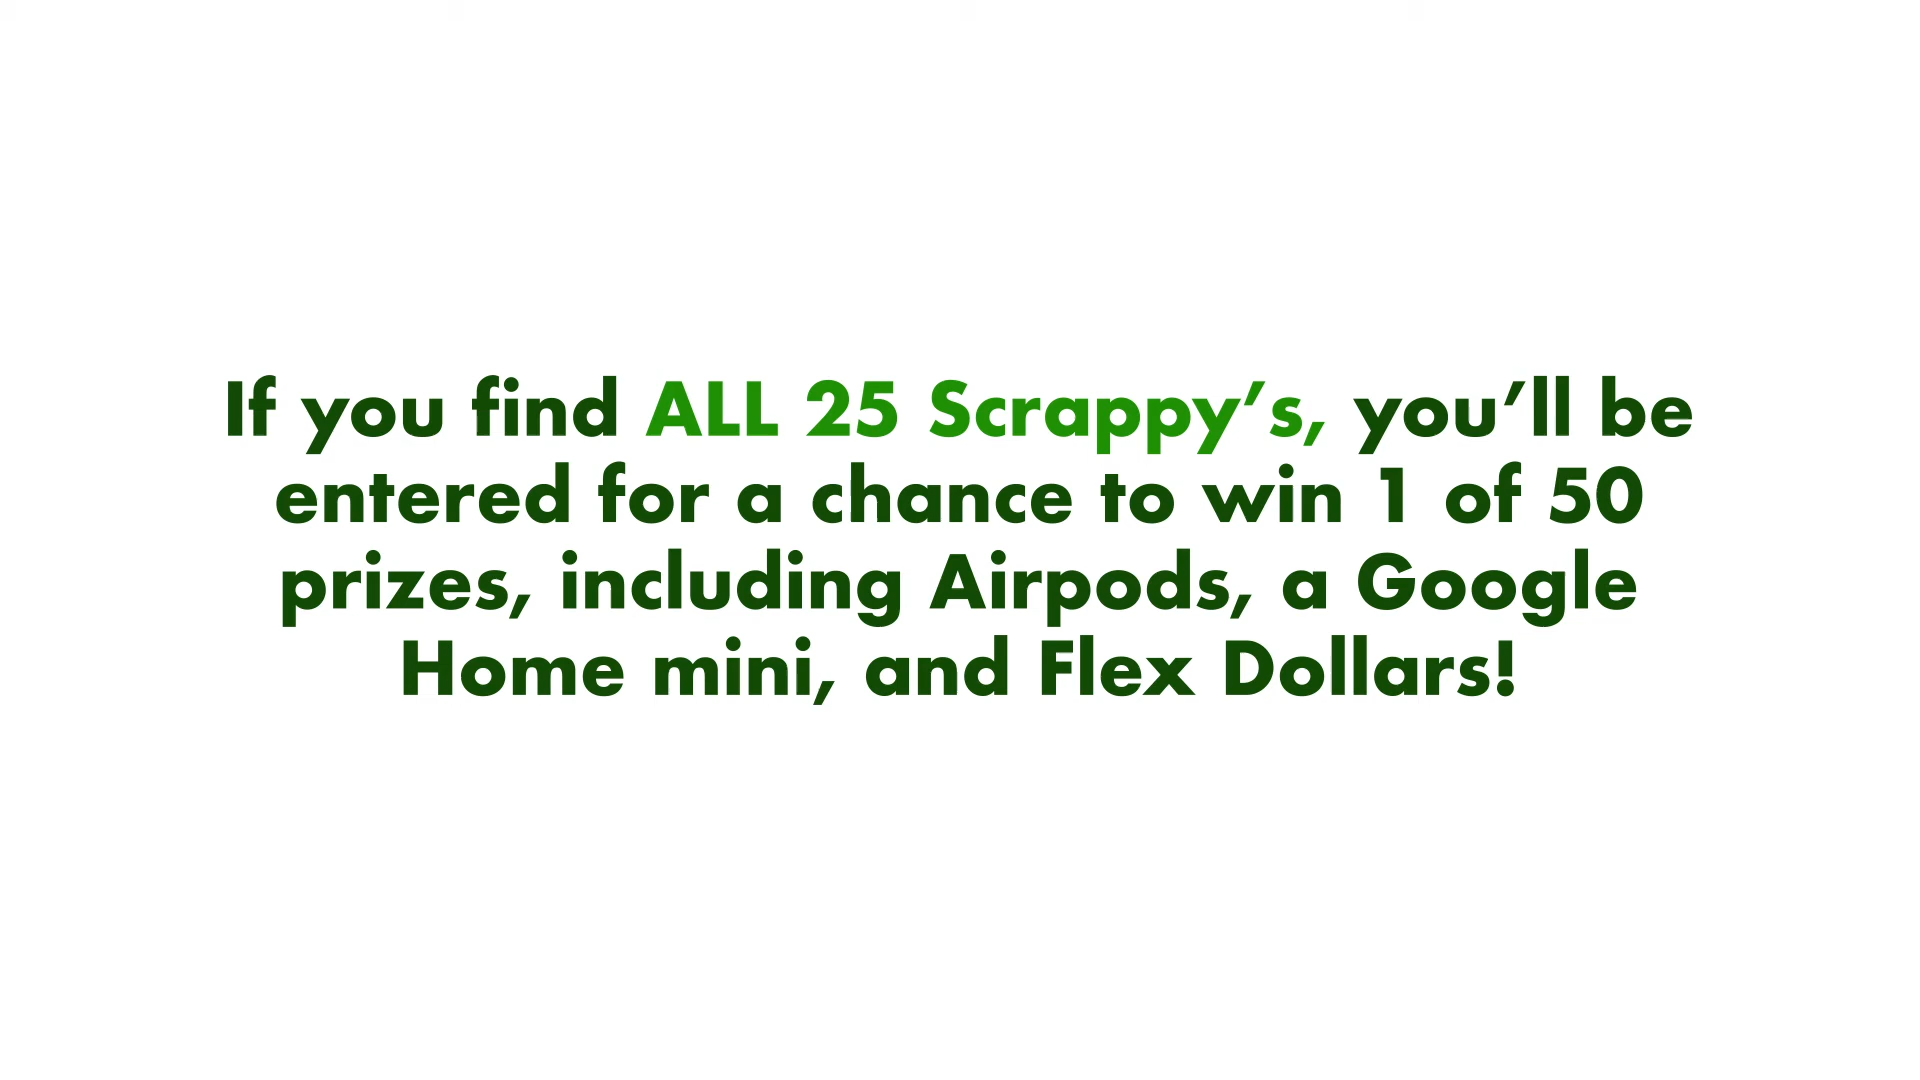 If you find ALL 25 Scrappy’s, you’ll be
entered for a chance to win 1 of 50
prizes, including Airpods, a Google
Home mini, and Flex Dollars!